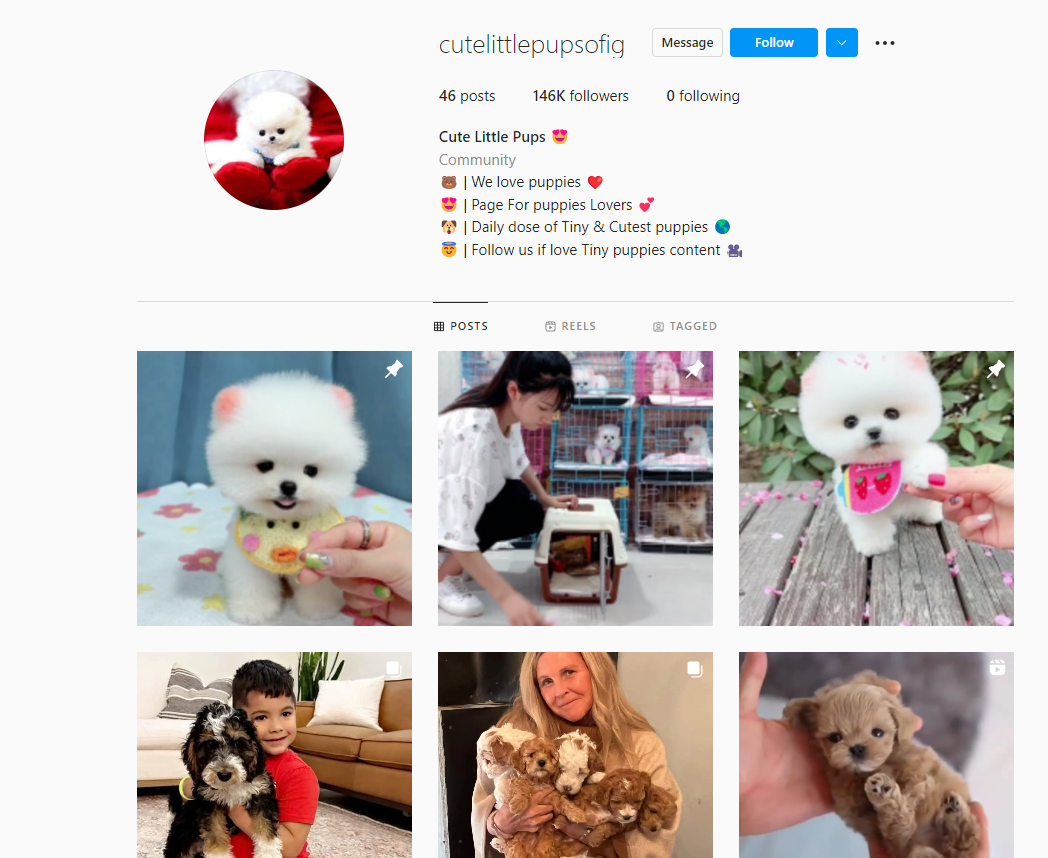 cutelittlepupsofig Message Follow
46 posts 146K followers 0 following
Cute Little Pups 😍
Community
🐻 | We love puppies ❤️
😍 | Page For puppies Lovers 💕
🐶 | Daily dose of Tiny & Cutest puppies 🌎
😇 | Follow us if love Tiny puppies content 🎥
POSTS REELS TAGGED